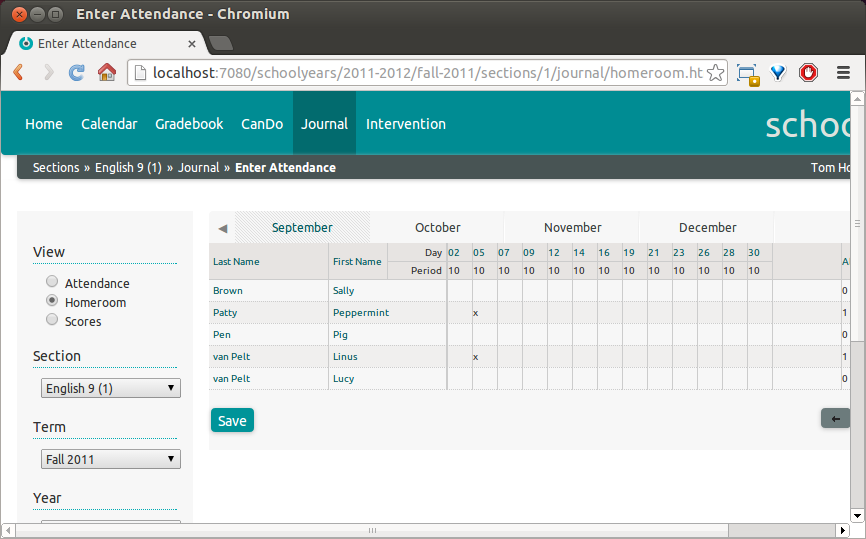 Enter Attendance - Chromium
Enter Attendance
localhost:7080/schoolyears/2011-2012/fall-2011/sections/1/journal/homeroom.ht
Home Calendar Gradebook CanDo Journal Intervention schoo
Sections » English 9 (1) » Journal » Enter Attendance Tom Ho
September October November December
View
Attendance
Homeroom
Scores
Section
English 9 (1)
Term
Fall 2011
Year
Last Name First Name Day 02 05 07 09 12 14 16 19 21 23 26 28 30 A
Period 10 10 10 10 10 10 10 10 10 10 10 10 10
Brown Sally 0
Patty Peppermint x 1
Pen Pig 0
van Pelt Linus x 1
van Pelt Lucy 0
Save